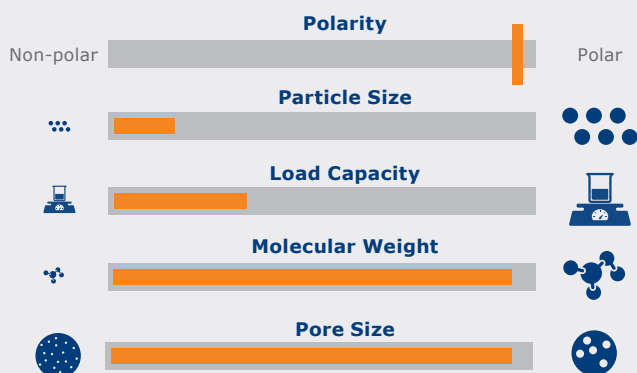 Polarity
Non-polar
Polar
Particle Size
Load Capacity
Molecular Weight
Pore Size